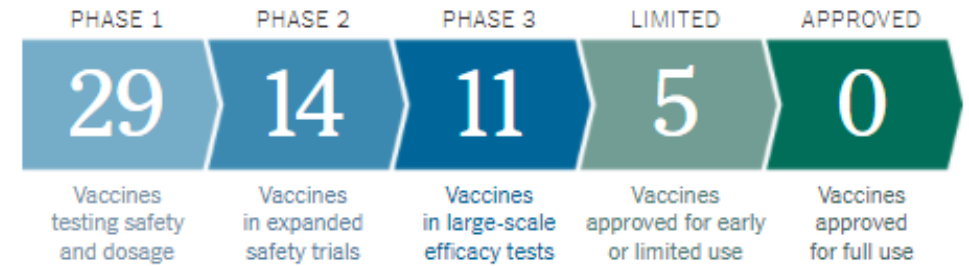 PHASE 1 PHASE 2 PHASE 3 LIMITED APPROVED
29 14 11 5 0
Vaccines Vaccines Vaccines Vaccines Vaccines
testing safety in expanded in large-scale approved for early approved
and dosage safety trials efficacy tests or limited use for full use